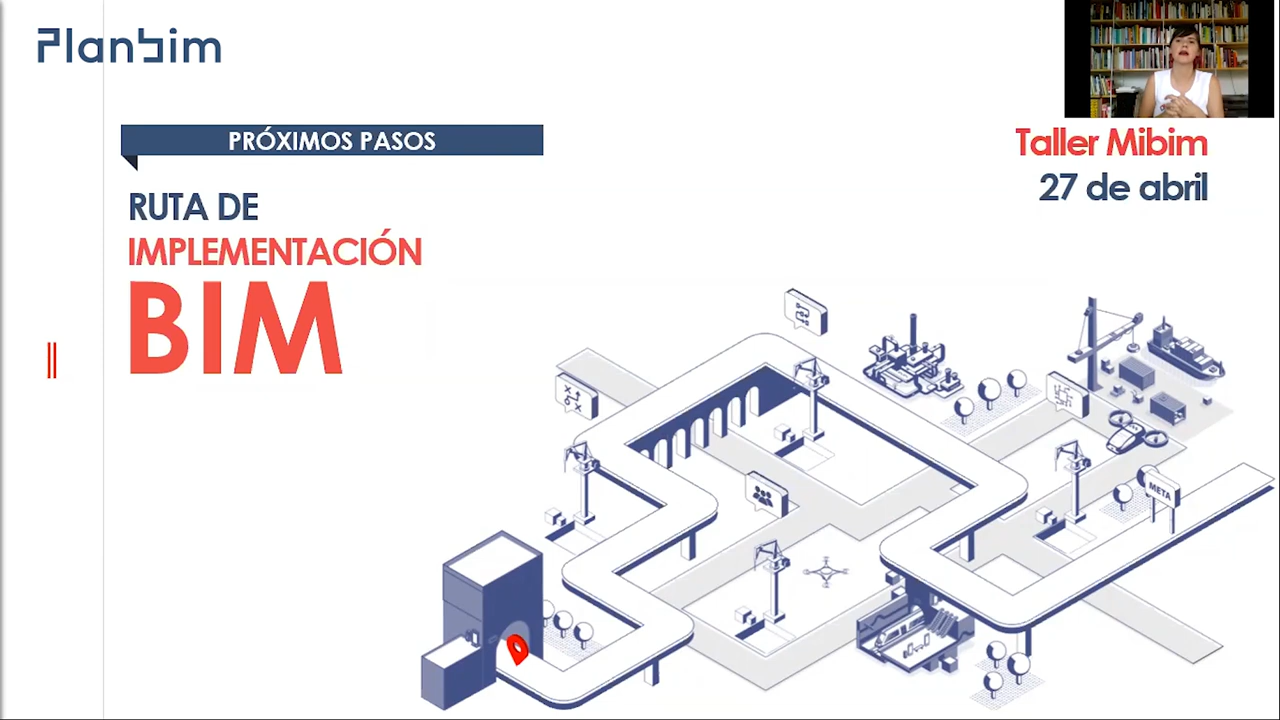 Planbim
PRÓXIMOS PASOS
Taller Mibim
27 de abril
RUTA DE
IMPLEMENTACIÓN
BIM
META